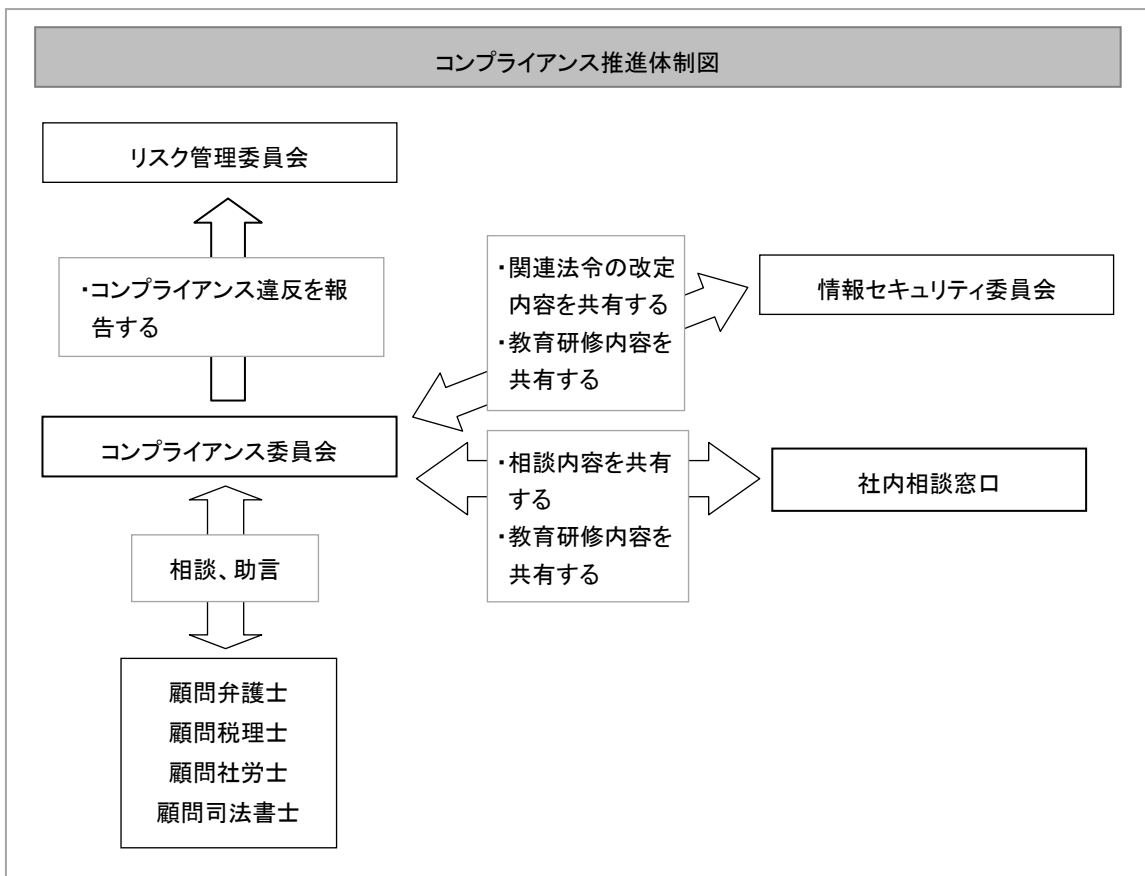 コンプライアンス推進体制図
リスク管理委員会
・コンプライアンス違反を報
告する
・関連法令の改定
内容を共有する
・教育研修内容を
共有する
情報セキュリティ委員会
コンプライアンス委員会
・相談内容を共有
する
・教育研修内容を
共有する
社内相談窓口
相談、助言
顧問弁護士
顧問税理士
顧問社労士
顧問司法書士